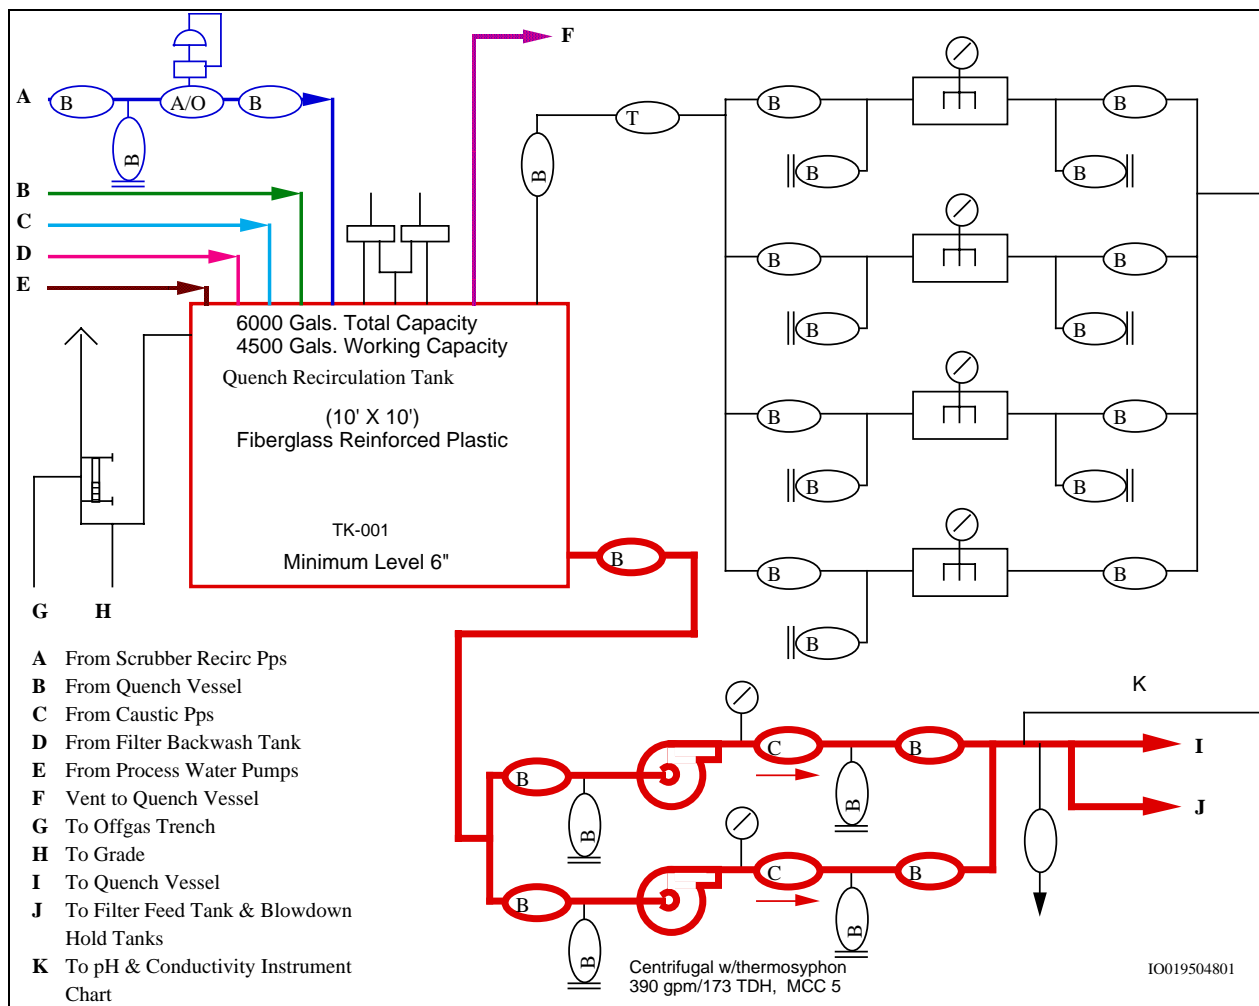 F
A
B
A/O
B
B
T
B
B
B
B
B
B
B
C
D
E
B
B
B
B
6000 Gals. Total Capacity
4500 Gals. Working Capacity
Quench Recirculation Tank
(10' X 10')
Fiberglass Reinforced Plastic
TK-001
Minimum Level 6"
B
B
B
B
B
B
B
B
G H
A From Scrubber Recirc Pps
B From Quench Vessel
C From Caustic Pps
D From Filter Backwash Tank
E From Process Water Pumps
F Vent to Quench Vessel
G To Offgas Trench
H To Grade
I To Quench Vessel
J To Filter Feed Tank & Blowdown
Hold Tanks
K To pH & Conductivity Instrument
Chart
K
C
B
I
B
B
B
J
C
B
B
B
B
Centrifugal w/thermosyphon
390 gpm/173 TDH, MCC 5
IO019504801